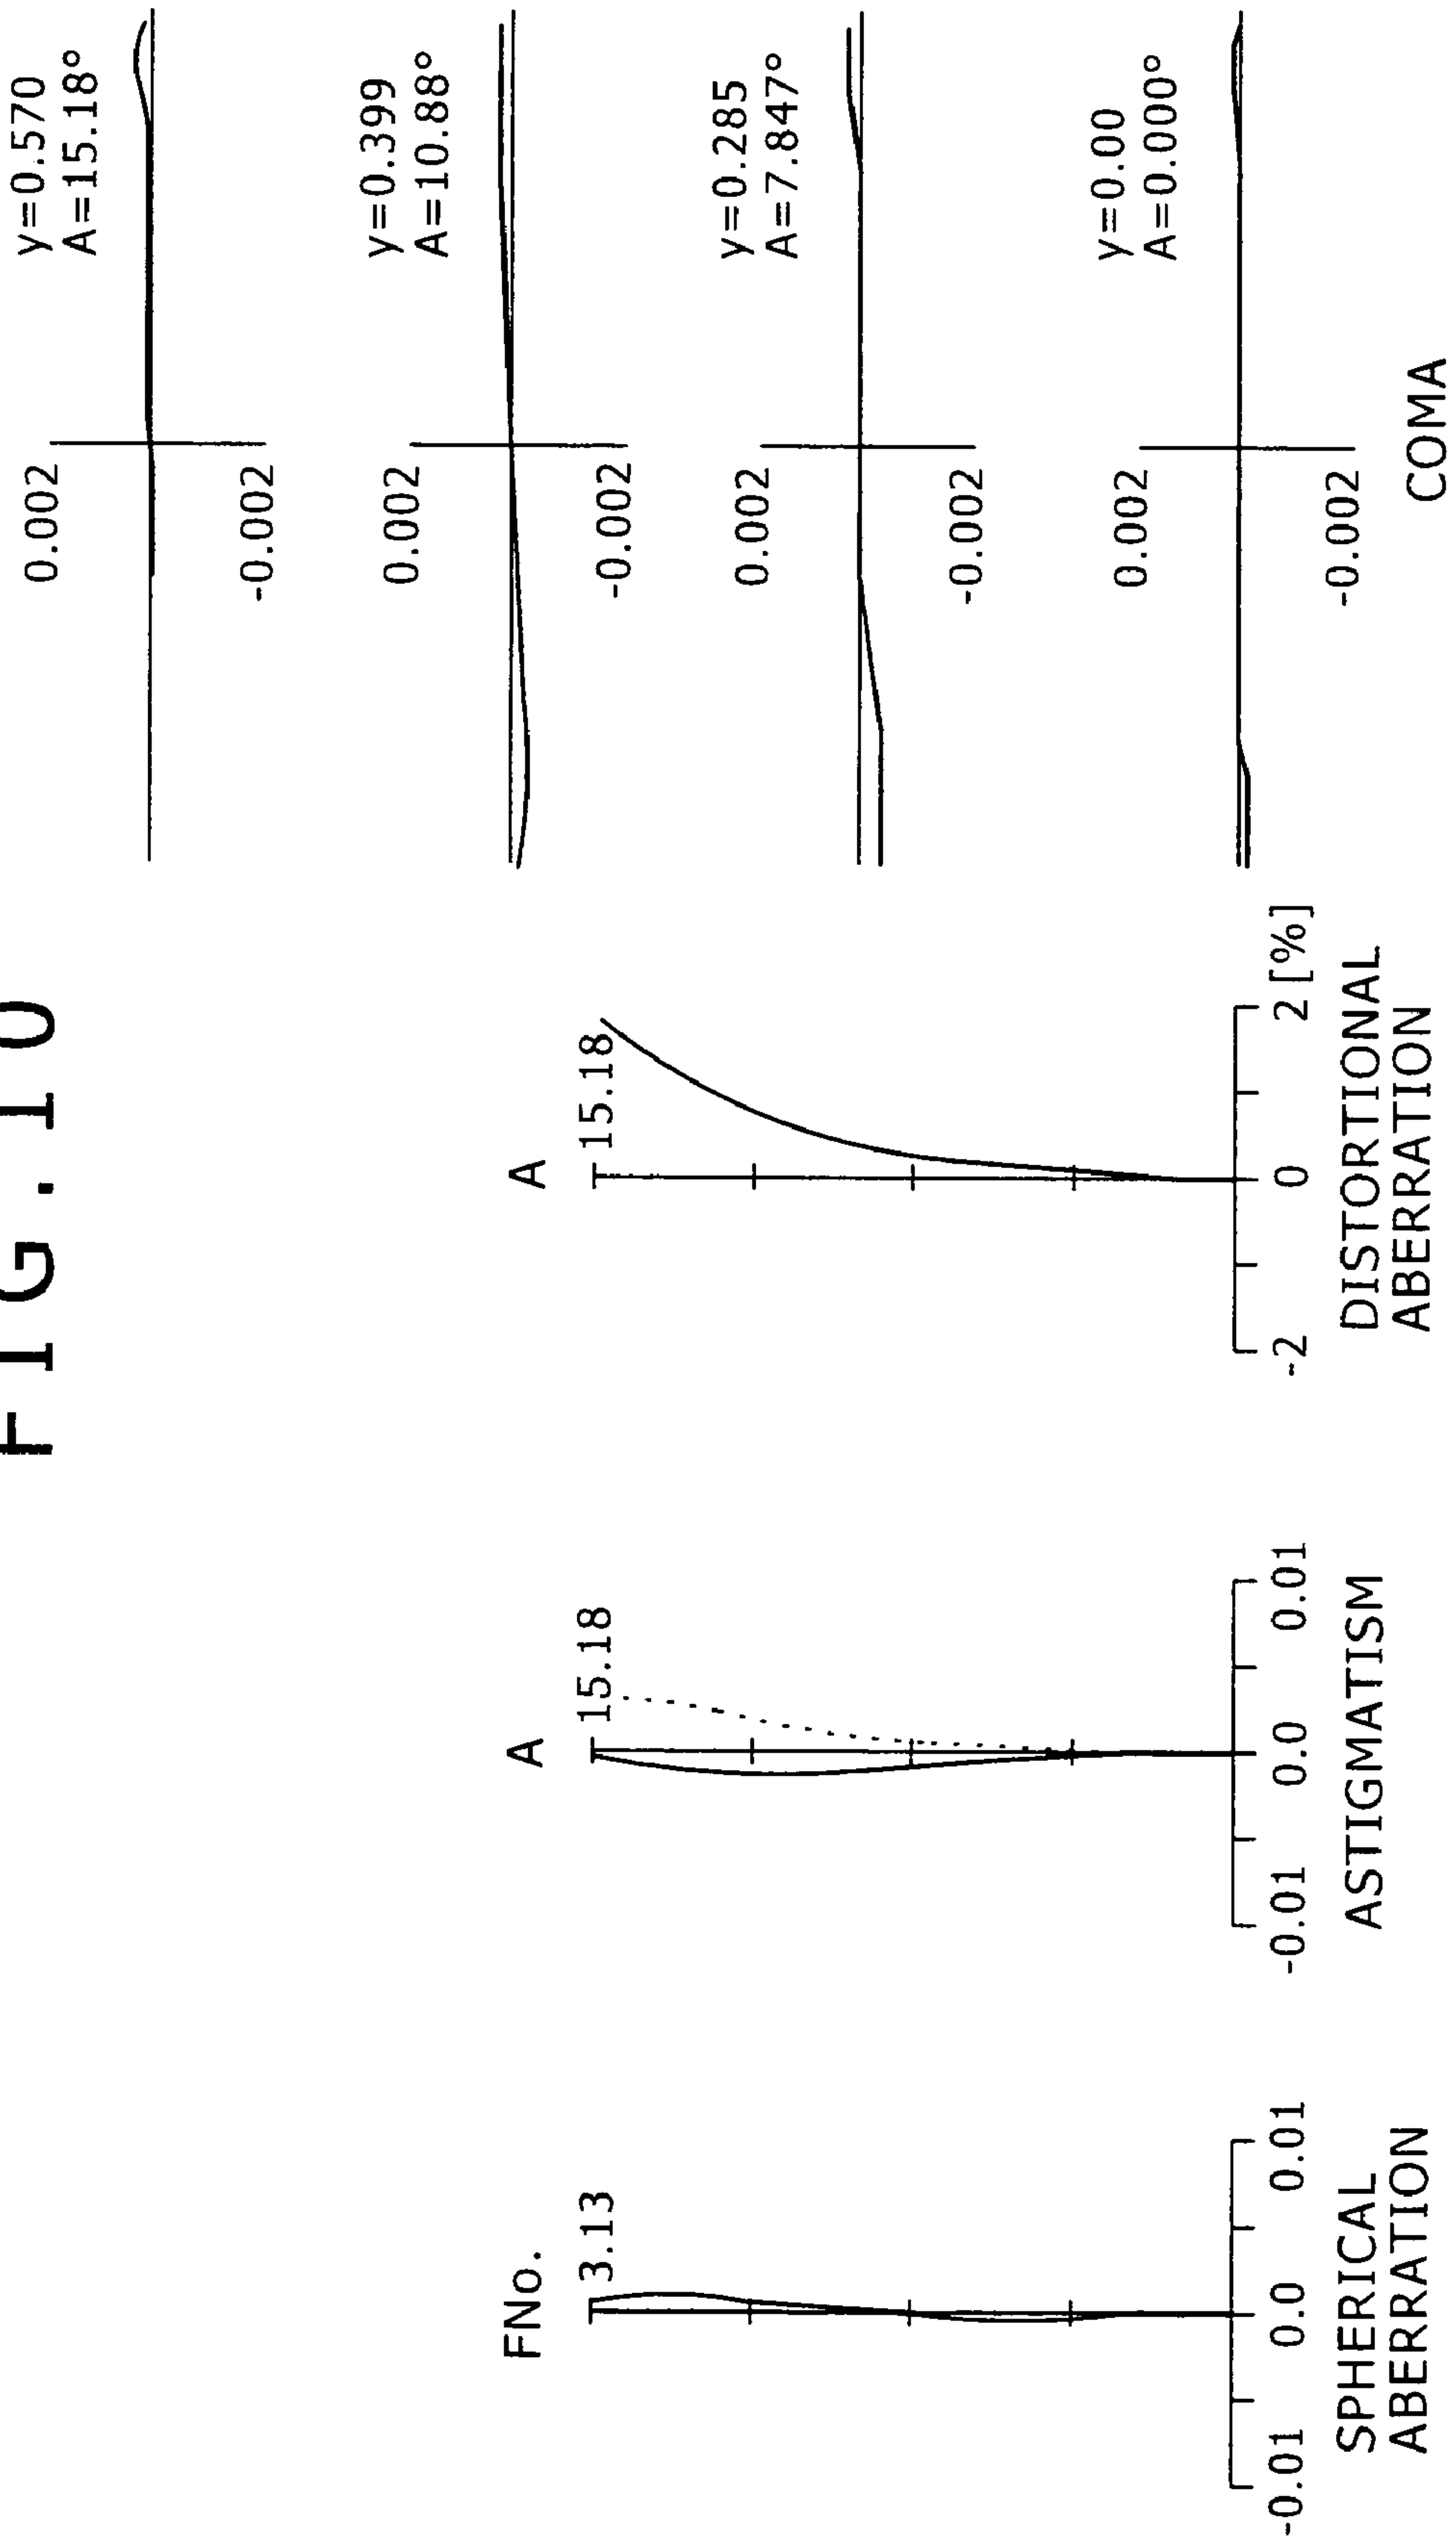 FIG.10
FNo.
3.13
-0.01
0.0
0.01
SPHERICAL
ABERRATION
A
15.18
-0.01
0.0
0.01
ASTIGMATISM
A
15.18
-2
0
2 [%]
DISTORTIONAL
ABERRATION
0.002
y=0.570
A=15.18°
-0.002
0.002
y=0.399
A=10.88°
-0.002
0.002
y=0.285
A=7.847°
-0.002
0.002
y=0.00
A=0.000°
-0.002
COMA